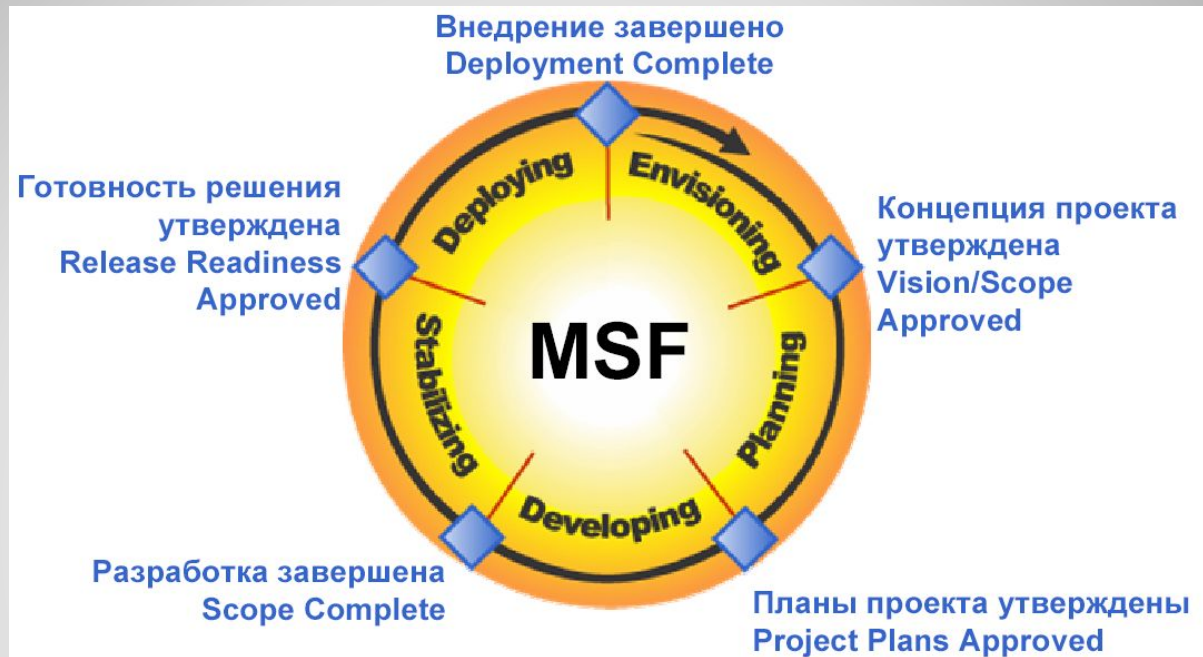 Внедрение завершено
Deployment Complete
Готовность решения
утверждена
Release Readiness
Approved
Концепция проекта
утверждена
Vision/Scope
Approved
Deploying
Envisioning
MSF
Stabilizing
Planning
Developing
Разработка завершена
Scope Complete
Планы проекта утверждены
Project Plans Approved